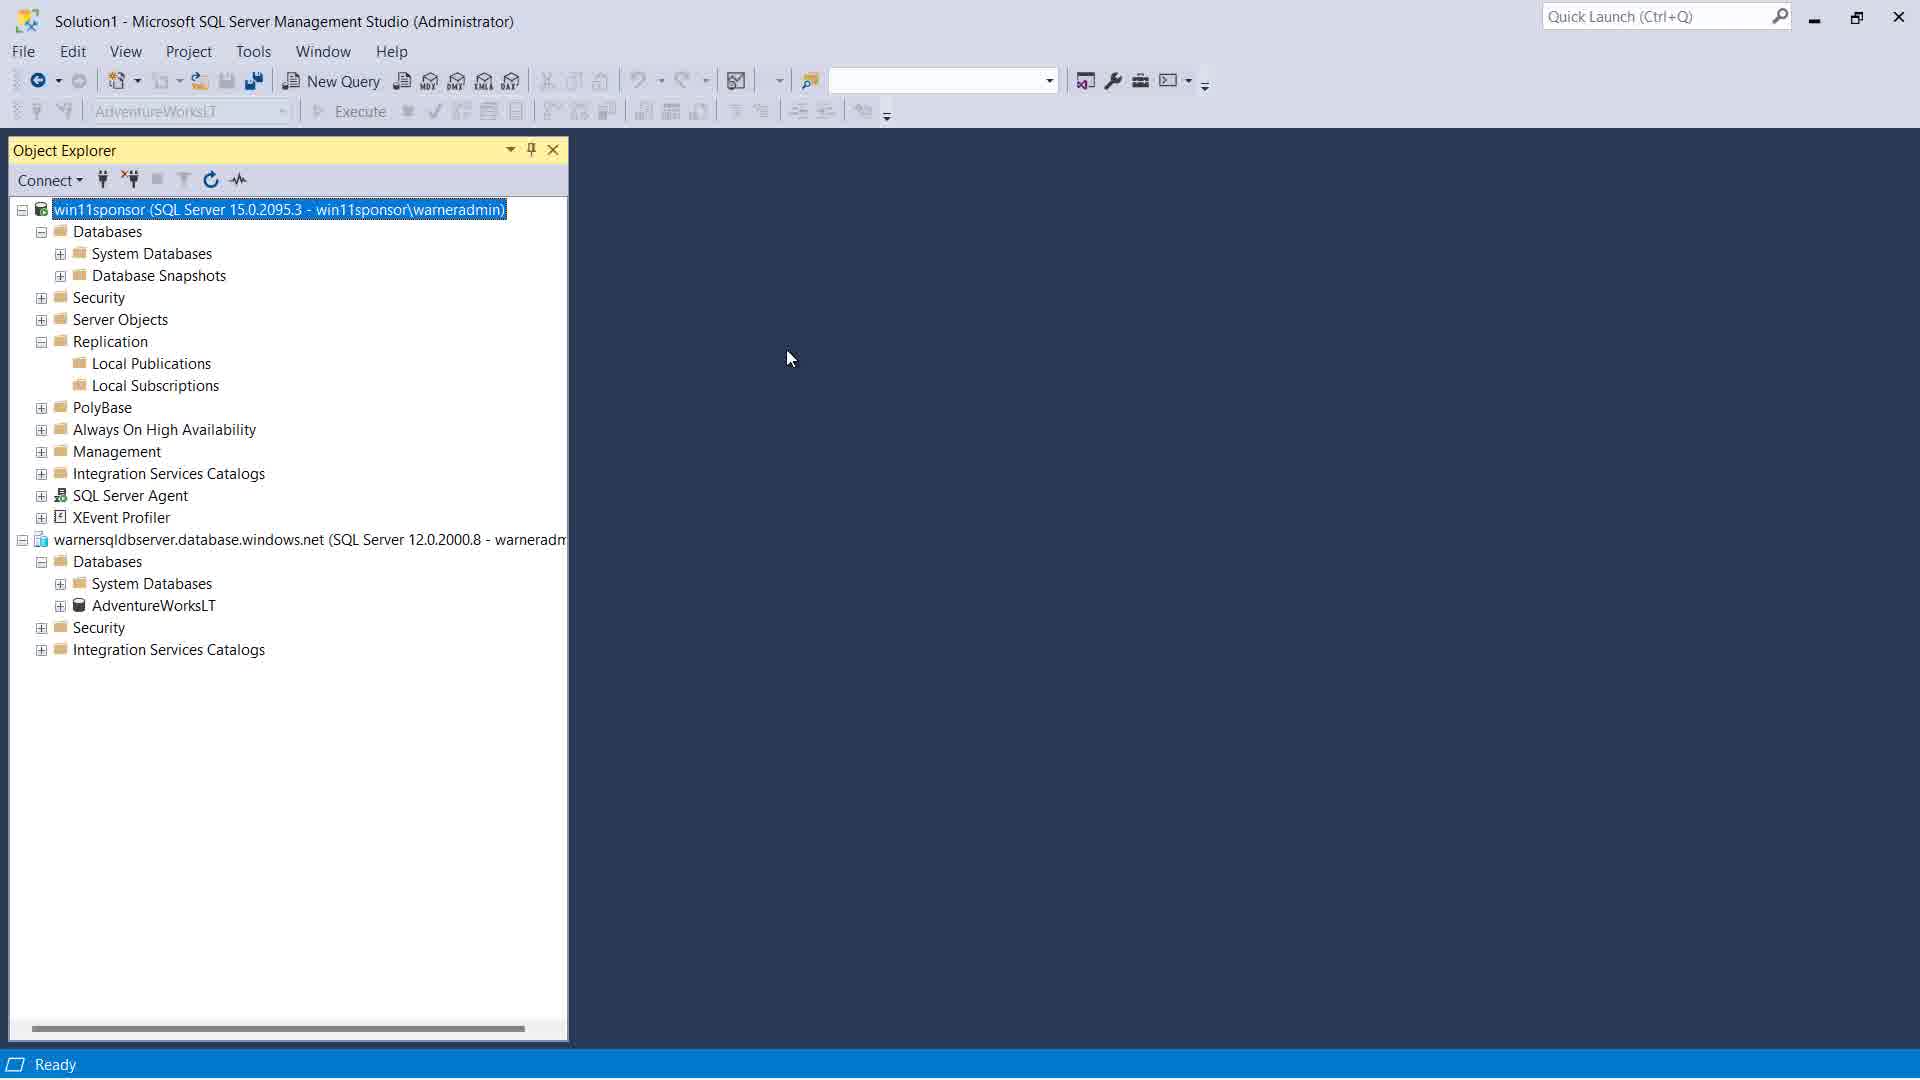 Solution1 - Microsoft SQL Server Management Studio (Administrator)
Quick Launch (Ctrl+Q)
File Edit View Project Tools Window Help
New Query MDX DMX XMLA DAX
AdventureWorksLT Execute
Object Explorer
Connect
win11sponsor (SQL Server 15.0.2095.3 - win11sponsor\warneradmin)
Databases
System Databases
Database Snapshots
Security
Server Objects
Replication
Local Publications
Local Subscriptions
PolyBase
Always On High Availability
Management
Integration Services Catalogs
SQL Server Agent
XEvent Profiler
warnersqldbserver.database.windows.net (SQL Server 12.0.2000.8 - warneradm
Databases
System Databases
AdventureWorksLT
Security
Integration Services Catalogs
Ready